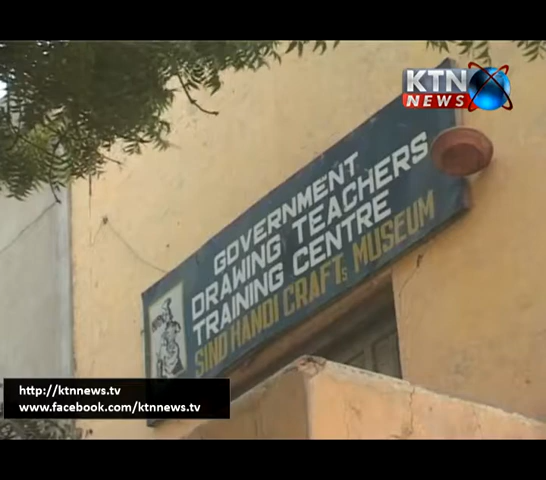 KTN
NEWS
GOVERNMENT
DRAWING TEACHERS
TRAINING CENTRE
SIND HANDI CRAFTs MUSEUM
http://ktnnews.tv
www.facebook.com/ktnnews.tv